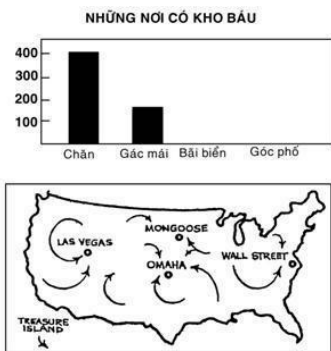 NHỮNG NƠI CÓ KHO BÁU
400
300
200
100
Chăn Gác mái Bãi biển Góc phố
MONGOOSE
LAS VEGAS
WALL STREET
OMAHA
TREASURE
ISLAND